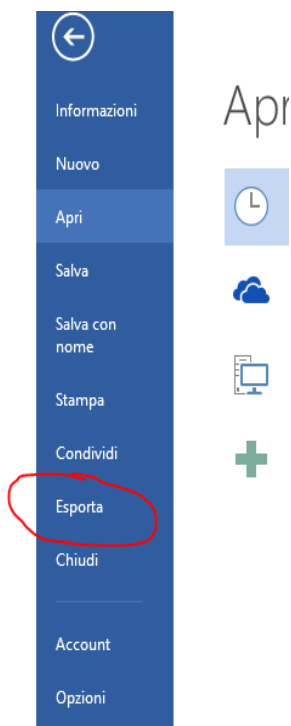 Informazioni
Nuovo
Apri
Salva
Salva con
nome
Stampa
Condividi
Esporta
Chiudi
Account
Opzioni
Apr